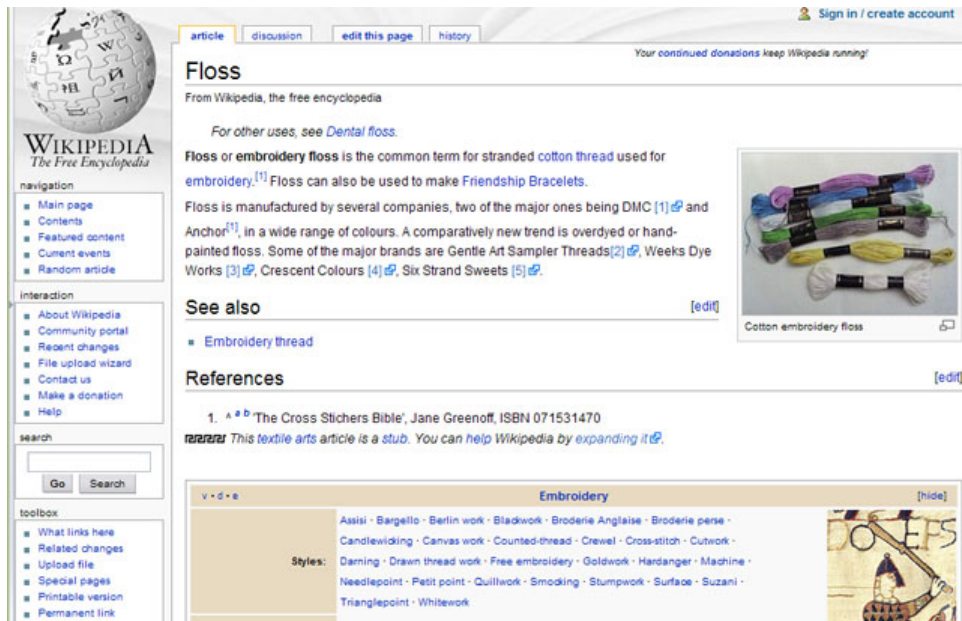 Sign in / create account
article
discussion
edit this page
history
Your continued donations keep Wikipedia running!
Floss
From Wikipedia, the free encyclopedia
For other uses, see Dental floss.
Floss or embroidery floss is the common term for stranded cotton thread used for
embroidery.[1] Floss can also be used to make Friendship Bracelets.
Floss is manufactured by several companies, two of the major ones being DMC [1] and
Anchor[1], in a wide range of colours. A comparatively new trend is overdyed or hand-
painted floss. Some of the major brands are Gentle Art Sampler Threads[2], Weeks Dye
Works [3], Crescent Colours [4], Six Strand Sweets [5].
Cotton embroidery floss
See also
[edit]
Embroidery thread
References
[edit]
1. ^ a b 'The Cross Stichers Bible', Jane Greenoff, ISBN 071531470
This textile arts article is a stub. You can help Wikipedia by expanding it.
v • d • e
Embroidery
[hide]
Styles:
Assisi · Bargello · Berlin work · Blackwork · Broderie Anglaise · Broderie perse ·
Candlewicking · Canvas work · Counted-thread · Crewel · Cross-stitch · Cutwork ·
Darning · Drawn thread work · Free embroidery · Goldwork · Hardanger · Machine ·
Needlepoint · Petit point · Quillwork · Smocking · Stumpwork · Surface · Suzani ·
Trianglepoint · Whitework
WIKIPEDIA
The Free Encyclopedia
navigation
Main page
Contents
Featured content
Current events
Random article
interaction
About Wikipedia
Community portal
Recent changes
File upload wizard
Contact us
Make a donation
Help
search
Go
Search
toolbox
What links here
Related changes
Upload file
Special pages
Printable version
Permanent link